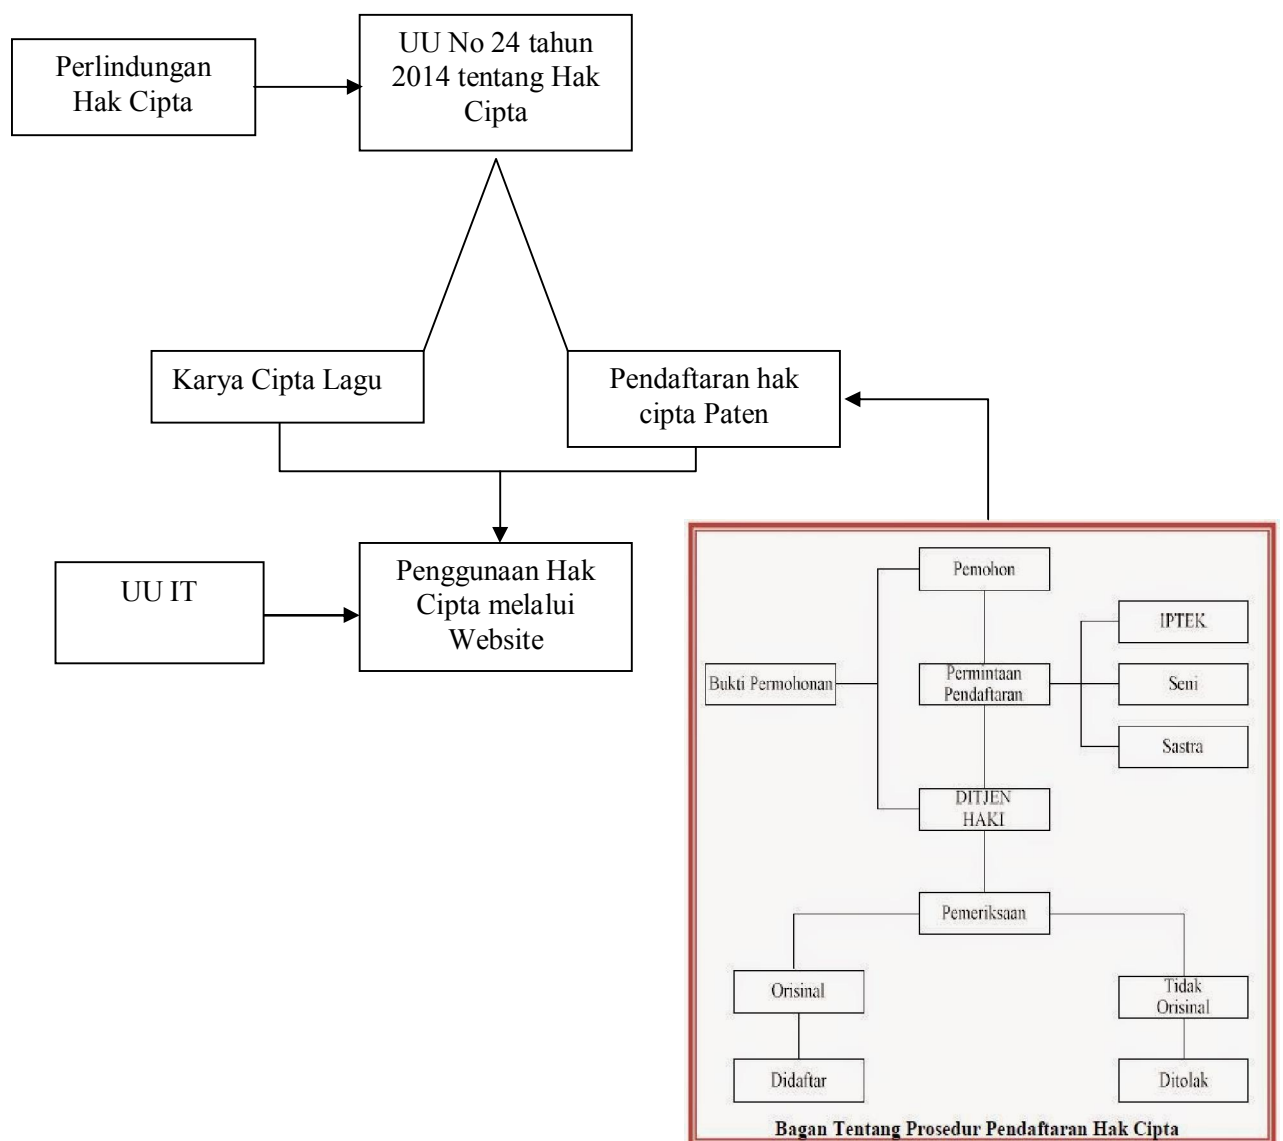 Perlindungan
Hak Cipta
UU No 24 tahun
2014 tentang Hak
Cipta
Karya Cipta Lagu
Pendaftaran hak
cipta Paten
UU IT
Penggunaan Hak
Cipta melalui
Website
Pemohon
Bukti Permohonan
Permintaan
Pendaftaran
IPTEK
Seni
Sastra
DITJEN
HAKI
Pemeriksaan
Orisinal
Tidak
Orisinal
Didaftar
Ditolak
Bagan Tentang Prosedur Pendaftaran Hak Cipta